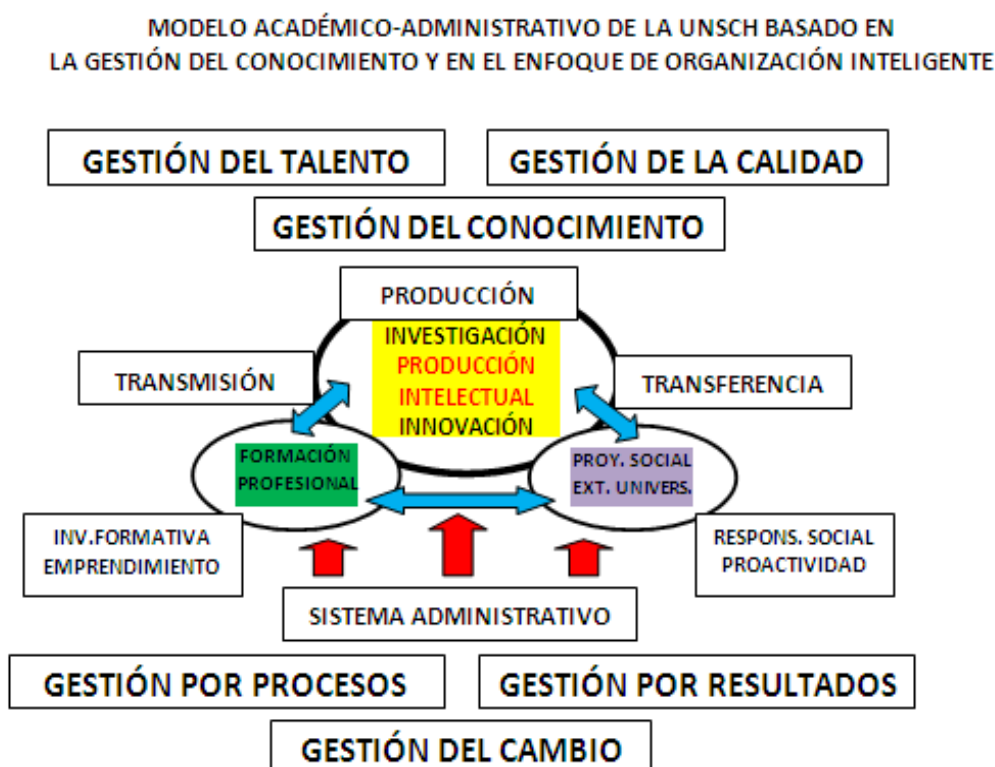 MODELO ACADÉMICO-ADMINISTRATIVO DE LA UNSCH BASADO EN
LA GESTIÓN DEL CONOCIMIENTO Y EN EL ENFOQUE DE ORGANIZACIÓN INTELIGENTE
GESTIÓN DEL TALENTO
GESTIÓN DE LA CALIDAD
GESTIÓN DEL CONOCIMIENTO
PRODUCCIÓN
INVESTIGACIÓN
PRODUCCIÓN
INTELECTUAL
INNOVACIÓN
TRANSMISIÓN
TRANSFERENCIA
FORMACIÓN
PROFESIONAL
PROY. SOCIAL
EXT. UNIVERS.
INV.FORMATIVA
EMPRENDIMIENTO
RESPONS. SOCIAL
PROACTIVIDAD
SISTEMA ADMINISTRATIVO
GESTIÓN POR PROCESOS
GESTIÓN POR RESULTADOS
GESTIÓN DEL CAMBIO